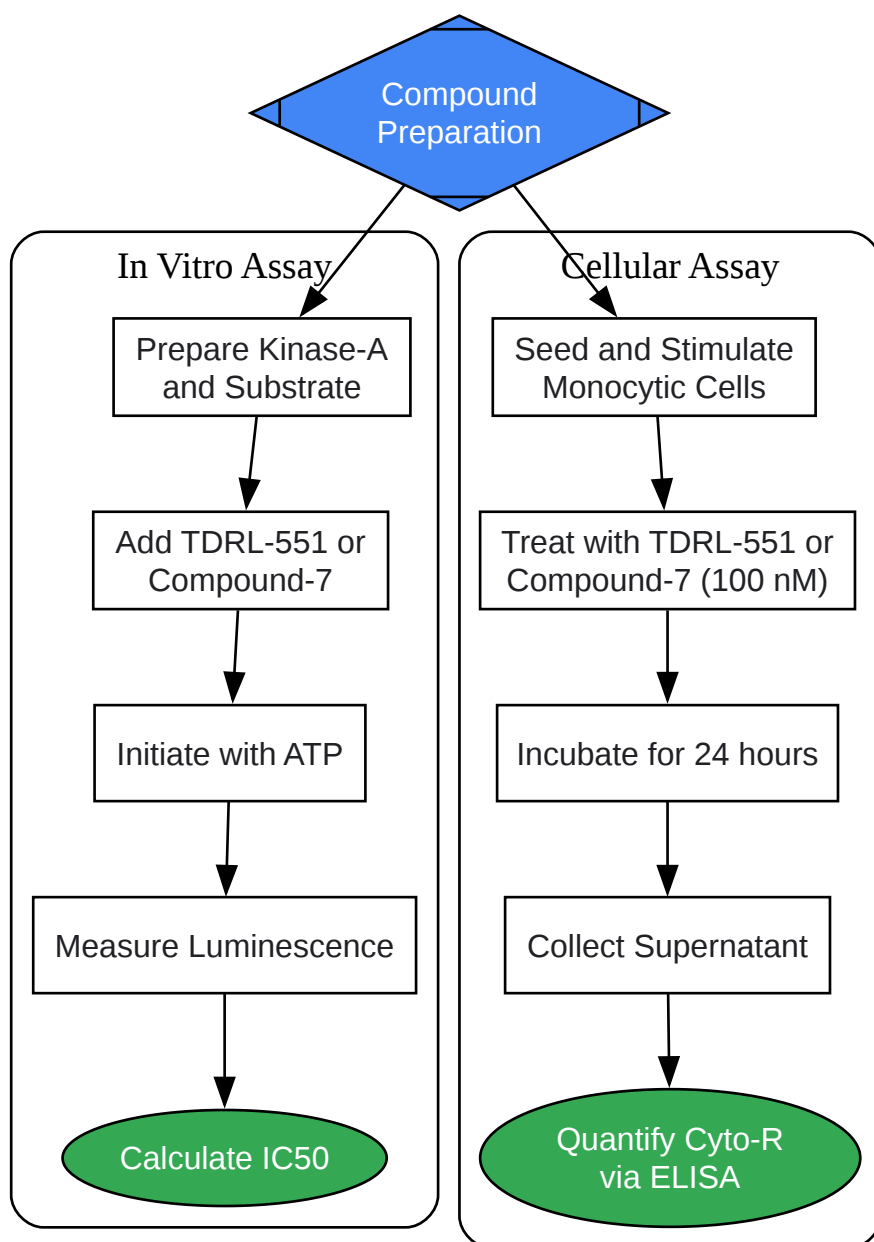 Compound
Preparation
In Vitro Assay
Prepare Kinase-A
and Substrate
Add TDRL-551 or
Compound-7
Initiate with ATP
Measure Luminescence
Calculate IC50
Cellular Assay
Seed and Stimulate
Monocytic Cells
Treat with TDRL-551 or
Compound-7 (100 nM)
Incubate for 24 hours
Collect Supernatant
Quantify Cyto-R
via ELISA